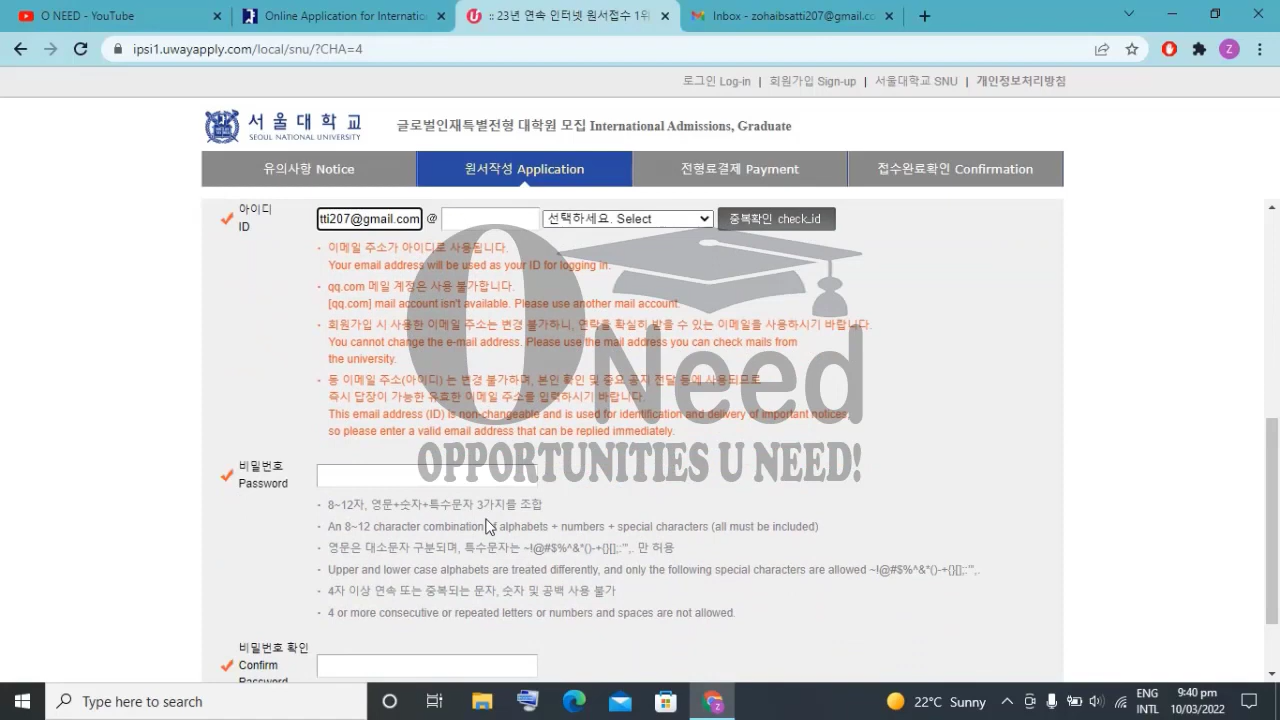 O NEED - YouTube
Online Application for Internatio
:: 23년 연속 인터넷 원서접수 1위
Inbox - zohaibsatti207@gmail.co
ipsi1.uwayapply.com/local/snu/?CHA=4
로그인 Log-in | 회원가입 Sign-up | 서울대학교 SNU | 개인정보처리방침
서울대학교
SEOUL NATIONAL UNIVERSITY
글로벌인재특별전형 대학원 모집 International Admissions, Graduate
유의사항 Notice
원서작성 Application
전형료결제 Payment
접수완료확인 Confirmation
아이디
ID
tti207@gmail.com @
선택하세요. Select
중복확인 check_id
· 이메일 주소가 아이디로 사용됩니다.
Your email address will be used as your ID for logging in.
· qq.com 메일 계정은 사용 불가합니다.
[qq.com] mail account isn't available. Please use another mail account.
· 회원가입 시 사용한 이메일 주소는 변경 불가하니, 연락을 확실히 받을 수 있는 이메일을 사용하시기 바랍니다.
You cannot change the e-mail address. Please use the mail address you can check mails from
the university.
· 동 이메일 주소(아이디) 는 변경 불가하며, 본인 확인 및 중요 공지 전달 등에 사용되므로
즉시 답장이 가능한 유효한 이메일 주소를 입력하시기 바랍니다.
This email address (ID) is non-changeable and is used for identification and delivery of important notices,
so please enter a valid email address that can be replied immediately.
ONeed
OPPORTUNITIES U NEED!
비밀번호
Password
· 8~12자, 영문+숫자+특수문자 3가지를 조합
· An 8~12 character combination alphabets + numbers + special characters (all must be included)
· 영문은 대소문자 구분되며, 특수문자는 ~!@#$%^&*()-+{}[];:'",. 만 허용
· Upper and lower case alphabets are treated differently, and only the following special characters are allowed ~!@#$%^&*()-+{}[];:'",.
· 4자 이상 연속 또는 중복되는 문자, 숫자 및 공백 사용 불가
· 4 or more consecutive or repeated letters or numbers and spaces are not allowed.
비밀번호 확인
Confirm
Type here to search
22°C Sunny
ENG
INTL
9:40 pm
10/03/2022